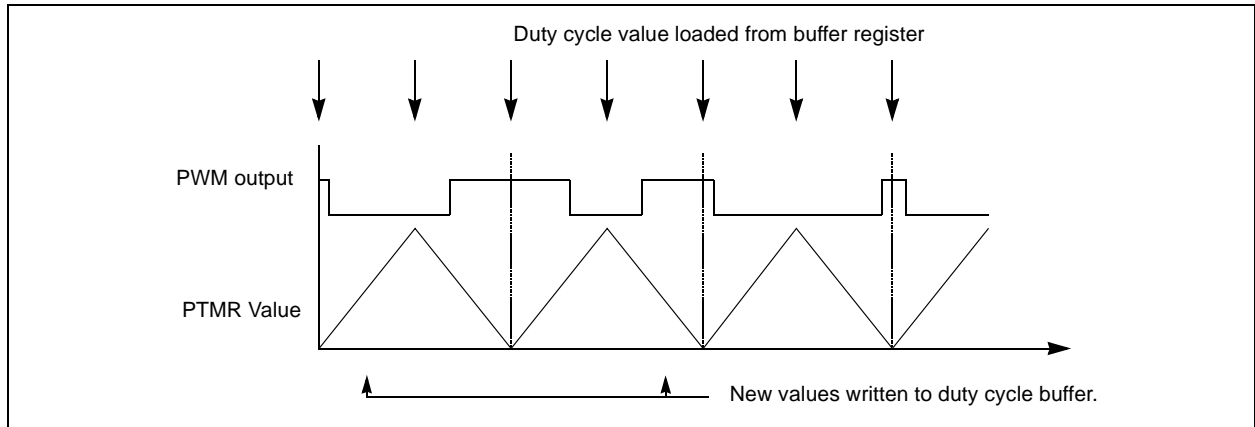 Duty cycle value loaded from buffer register
PWM output
PTMR Value
New values written to duty cycle buffer.